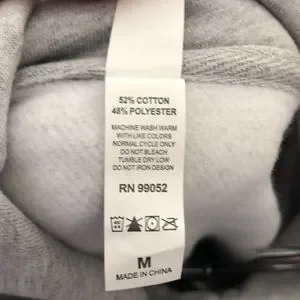 52% COTTON
48% POLYESTER
MACHINE WASH WARM
WITH LIKE COLORS
NORMAL CYCLE ONLY
DO NOT BLEACH
TUMBLE DRY LOW
DO NOT IRON DESIGN
RN 99052
M
MADE IN CHINA